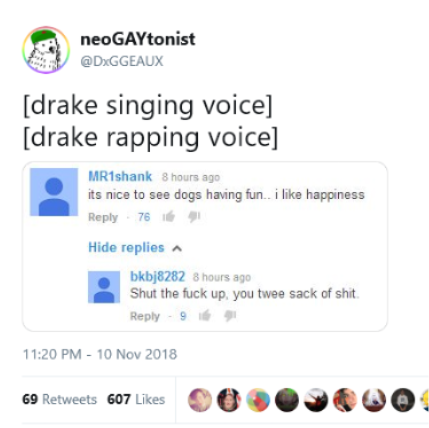 neoGAYtonist
@DxGGEAUX
[drake singing voice]
[drake rapping voice]
MR1shank 8 hours ago
its nice to see dogs having fun.. i like happiness
Reply · 76
Hide replies
bkbj8282 8 hours ago
Shut the fuck up, you twee sack of shit.
Reply · 9
11:20 PM - 10 Nov 2018
69 Retweets 607 Likes